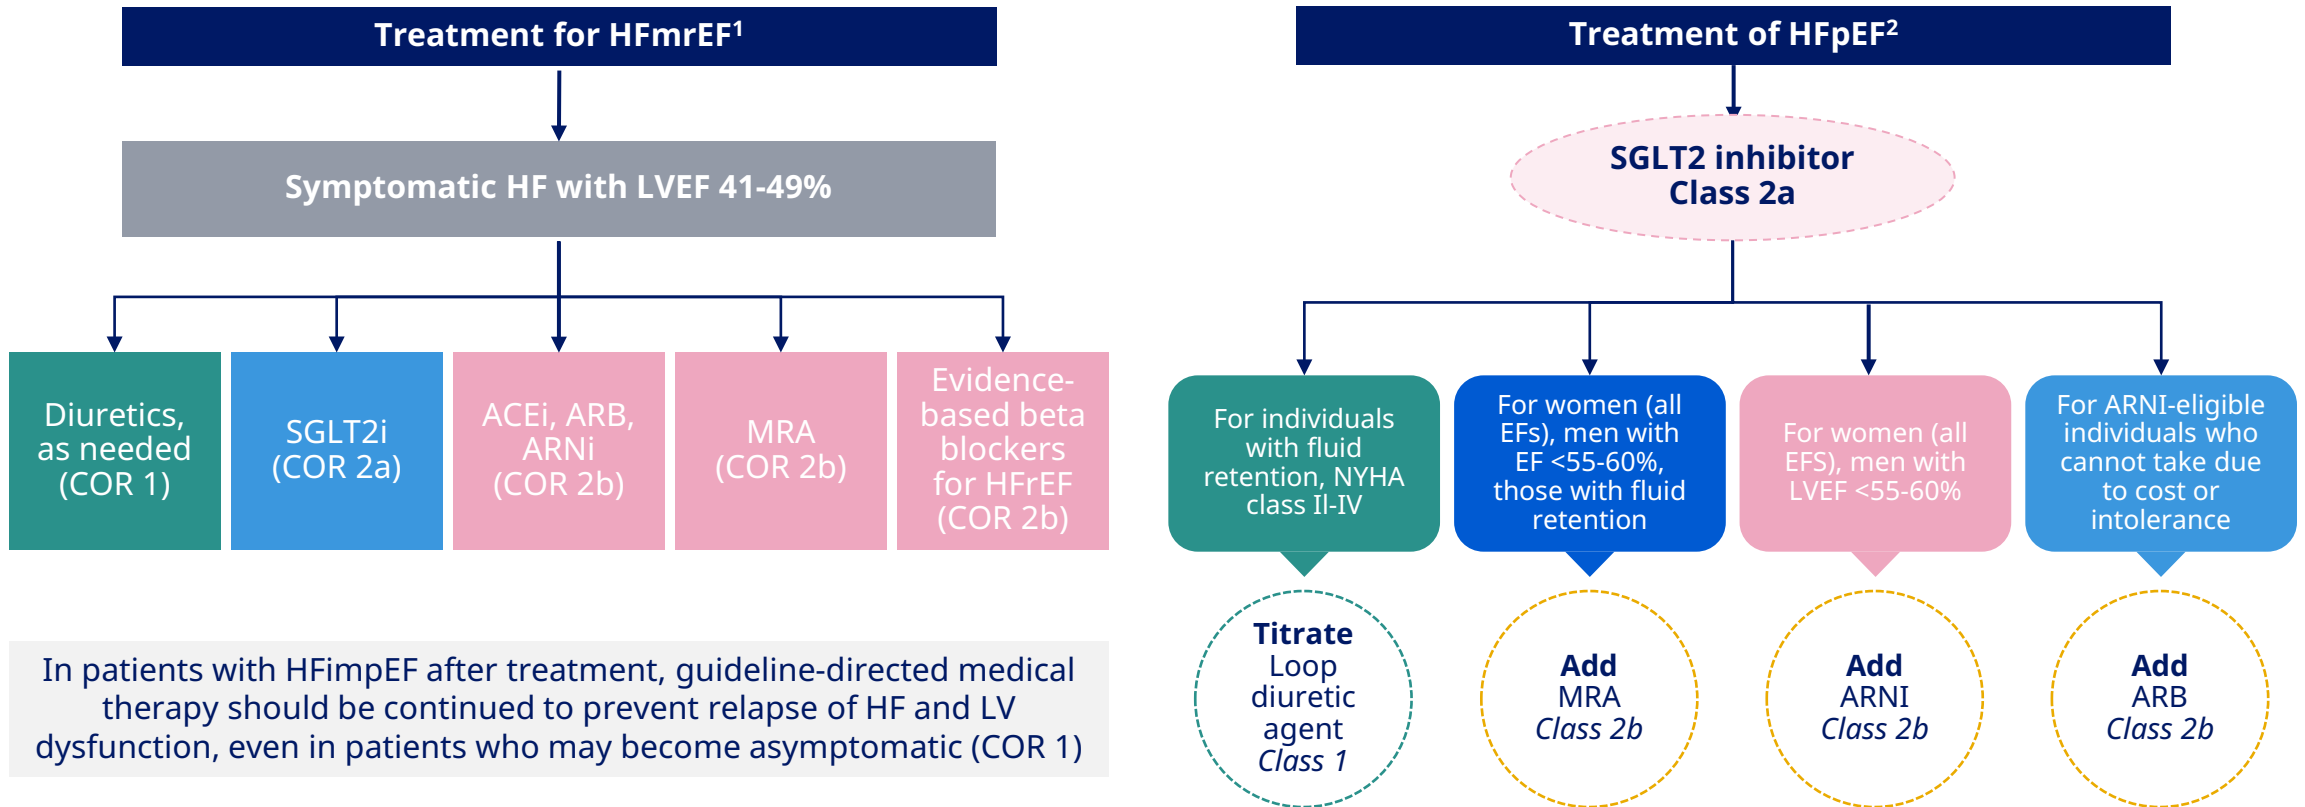 Treatment for HFmrEF¹
Symptomatic HF with LVEF 41-49%
Diuretics,
as needed
(COR 1)
SGLT2i
(COR 2a)
ACEi, ARB,
ARNi
(COR 2b)
MRA
(COR 2b)
Evidence-
based beta
blockers
for HFrEF
(COR 2b)
In patients with HFimpEF after treatment, guideline-directed medical
therapy should be continued to prevent relapse of HF and LV
dysfunction, even in patients who may become asymptomatic (COR 1)
Treatment of HFpEF²
SGLT2 inhibitor
Class 2a
For individuals
with fluid
retention, NYHA
class Il-IV
For women (all
EFs), men with
EF <55-60%,
those with fluid
retention
For women (all
EFS), men with
LVEF <55-60%
For ARNI-eligible
individuals who
cannot take due
to cost or
intolerance
Titrate
Loop
diuretic
agent
Class 1
Add
MRA
Class 2b
Add
ARNI
Class 2b
Add
ARB
Class 2b